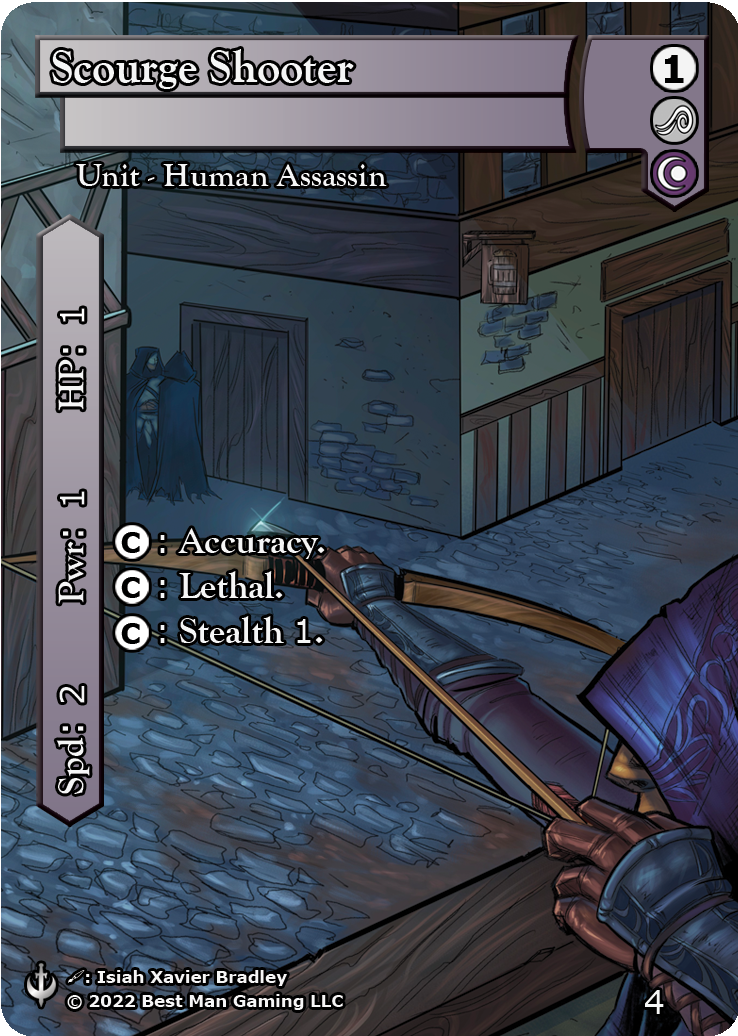 Scourge Shooter
1
Unit - Human Assassin
HP: 1
Pwr: 1
Spd: 2
C: Accuracy.
C: Lethal.
C: Stealth 1.
: Isiah Xavier Bradley
© 2022 Best Man Gaming LLC
4